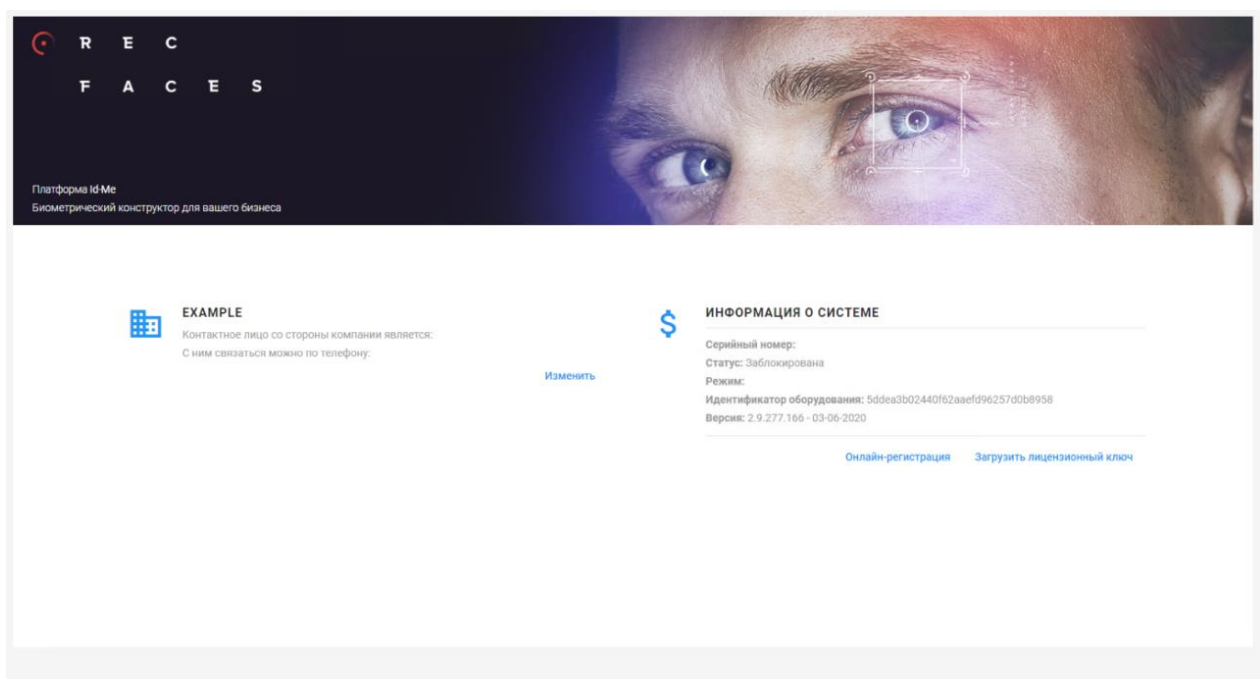 REC
FACES
Платформа Id-Me
Биометрический конструктор для вашего бизнеса
EXAMPLE
Контактное лицо со стороны компании является:
С ним связаться можно по телефону:
Изменить
ИНФОРМАЦИЯ О СИСТЕМЕ
Серийный номер:
Статус: Заблокирована
Режим:
Идентификатор оборудования: 5ddea3b02440f62aaefd96257d0b8958
Версия: 2.9.277.166 - 03-06-2020
Онлайн-регистрация Загрузить лицензионный ключ